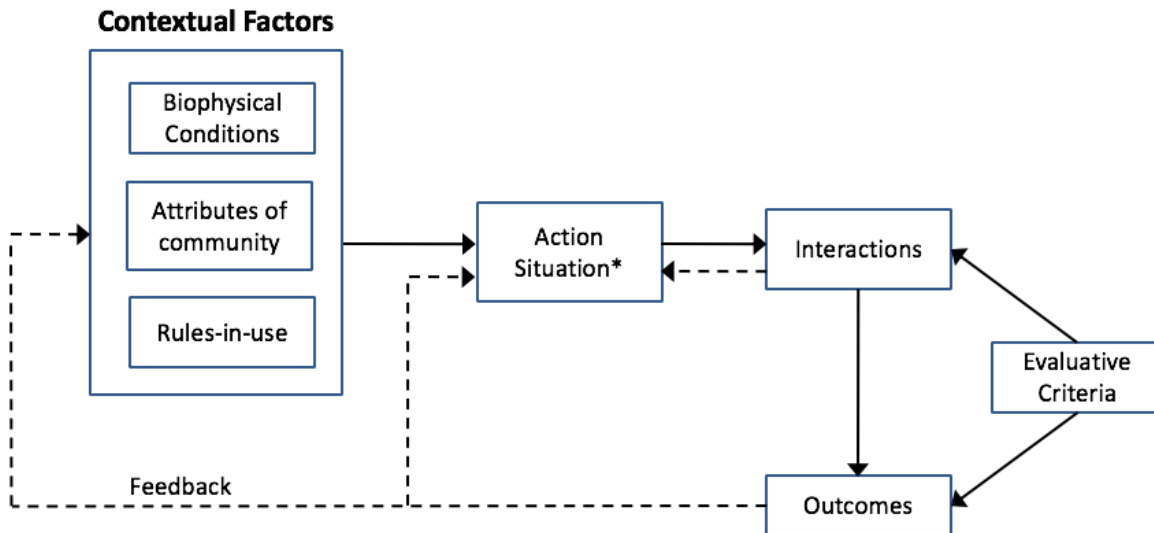 Contextual Factors
Biophysical
Conditions
Attributes of
community
Rules-in-use
Action
Situation*
Interactions
Evaluative
Criteria
Feedback
Outcomes